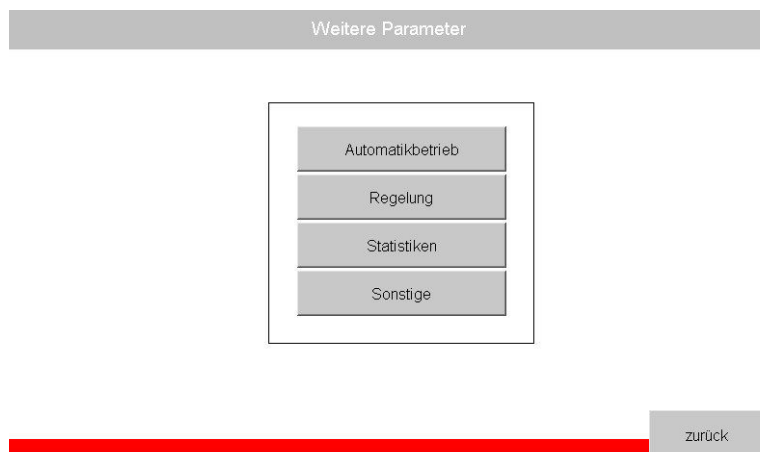 Weitere Parameter
Automatikbetrieb
Regelung
Statistiken
Sonstige
zurück